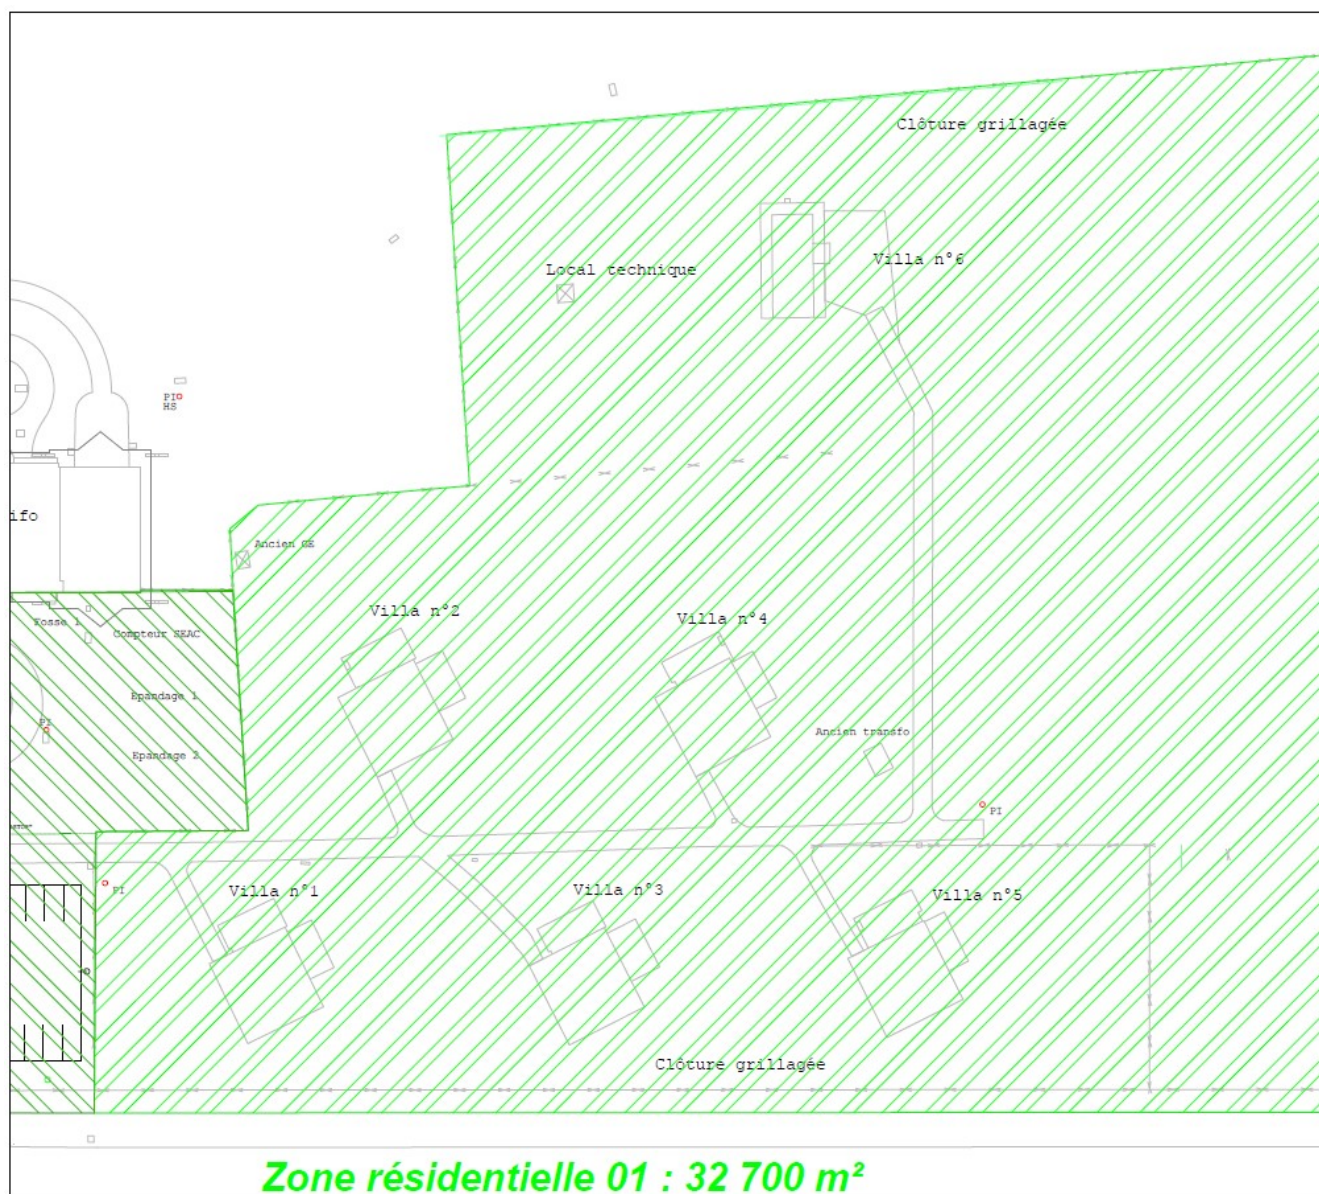 Clôture grillagée
Villa n°6
Local technique
PI
HS
ifo
Ancien GE
Villa n°2
Villa n°4
Fosse 1
Compteur SEAC
Epandage 1
PI
Ancien transfo
Epandage 2
PI
PI
Villa n°1
Villa n°3
Villa n°5
Clôture grillagée
Zone résidentielle 01 : 32 700 m²